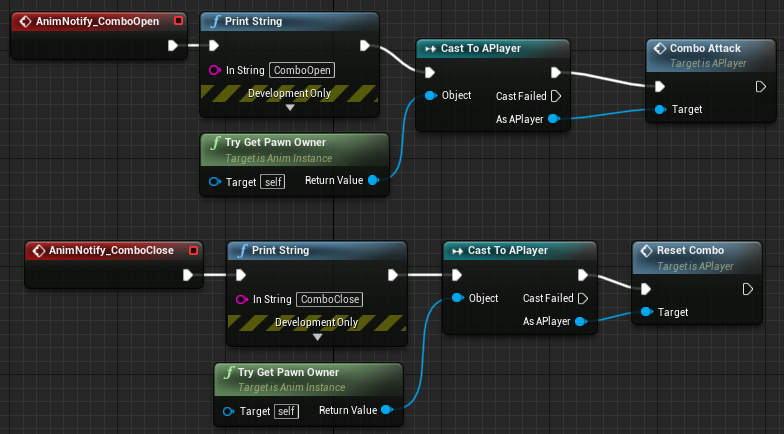 AnimNotify_ComboOpen
f Print String
In String ComboOpen
Development Only
Cast To APlayer
Object
Cast Failed
As APlayer
Combo Attack
Target is APlayer
Target
f Try Get Pawn Owner
Target is Anim Instance
Target self Return Value
AnimNotify_ComboClose
f Print String
In String ComboClose
Development Only
Cast To APlayer
Object
Cast Failed
As APlayer
Reset Combo
Target is APlayer
Target
f Try Get Pawn Owner
Target is Anim Instance
Target self Return Value